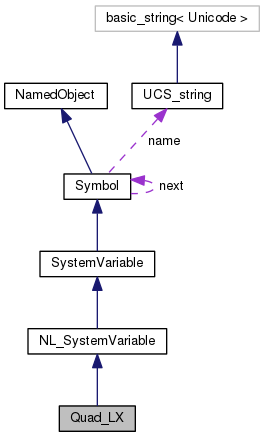 basic_string< Unicode >
NamedObject
UCS_string
name
Symbol
next
SystemVariable
NL_SystemVariable
Quad_LX